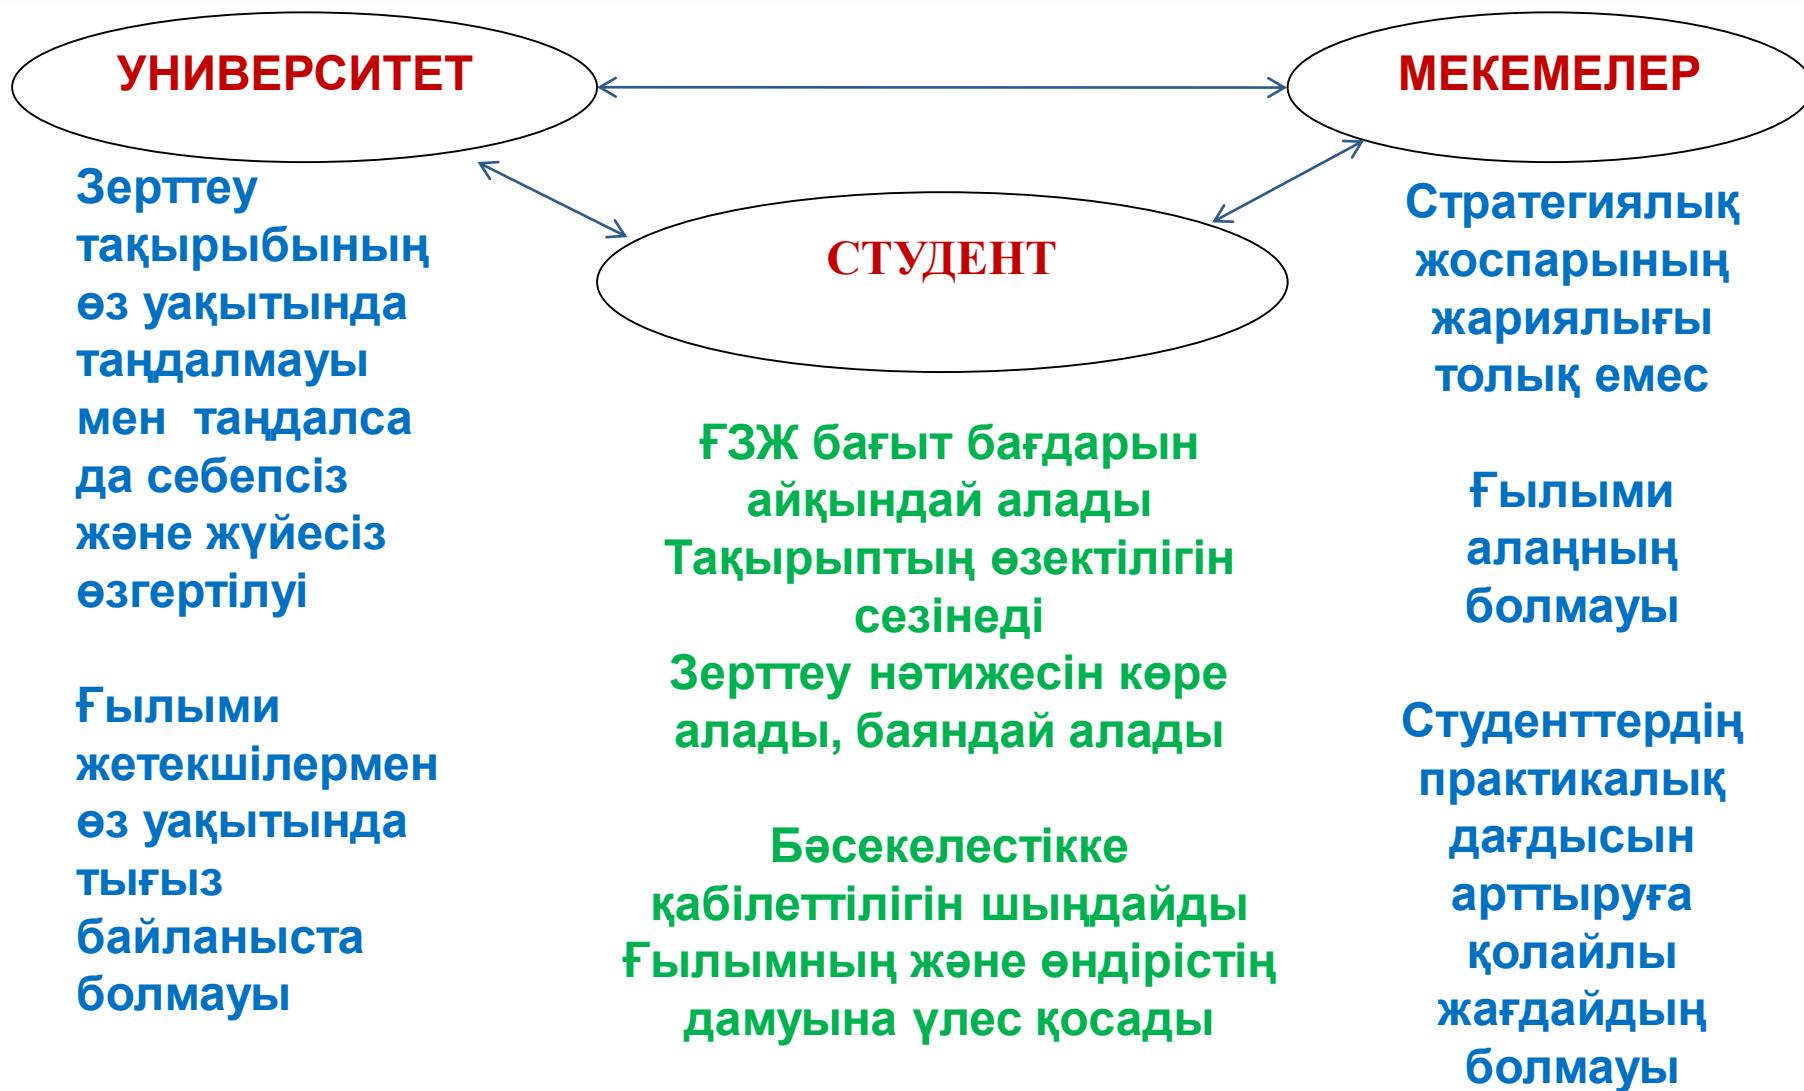 УНИВЕРСИТЕТ
МЕКЕМЕЛЕР
СТУДЕНТ
Зерттеу
тақырыбының
өз уақытында
таңдалмауы
мен таңдалса
да себепсіз
және жүйесіз
өзгертілуі
Ғылыми
жетекшілермен
өз уақытында
тығыз
байланыста
болмауы
ҒЗЖ бағыт бағдарын
айқындай алады
Тақырыптың өзектілігін
сезінеді
Зерттеу нәтижесін көре
алады, баяндай алады
Бәсекелестікке
қабілеттілігін шыңдайды
Ғылымның және өндірістің
дамуына үлес қосады
Стратегиялық
жоспарының
жариялығы
толық емес
Ғылыми
алаңның
болмауы
Студенттердің
практикалық
дағдысын
арттыруға
қолайлы
жағдайдың
болмауы